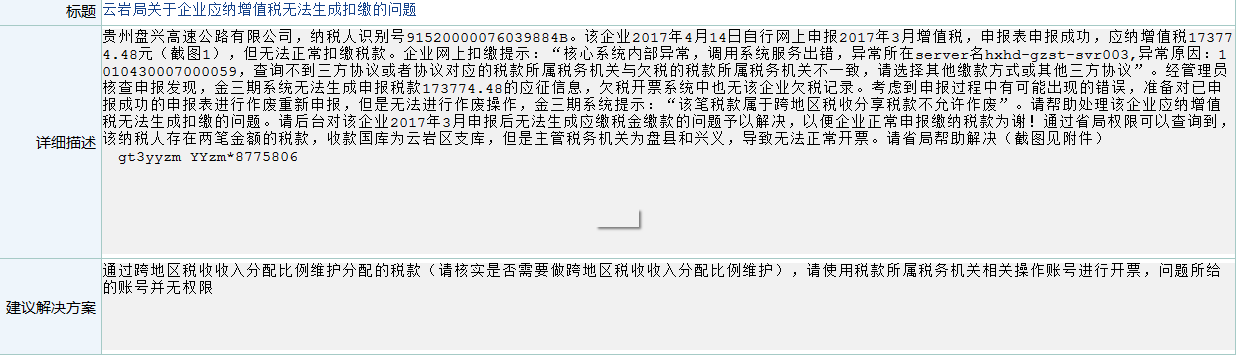 标题
云岩局关于企业应纳增值税无法生成扣缴的问题
贵州盘兴高速公路有限公司，纳税人识别号91520000076039884B。该企业2017年4月14日自行网上申报2017年3月增值税，申报表申报成功，应纳增值税17377
4.48元（截图1），但无法正常扣缴税款。企业网上扣缴提示：“核心系统内部异常，调用系统服务出错，异常所在server名hxhd-gzst-svr003,异常原因：1
010430007000059，查询不到三方协议或者协议对应的税款所属税务机关与欠税的税款所属税务机关不一致，请选择其他缴款方式或其他三方协议”。经管理员
核查申报发现，金三期系统无法生成申报税款173774.48的应征信息，欠税开票系统中也无该企业欠税记录。考虑到申报过程中有可能出现的错误，准备对已申
报成功的申报表进行作废重新申报，但是无法进行作废操作，金三期系统提示：“该笔税款属于跨地区税收分享税款不允许作废”。请帮助处理该企业应纳增值
税无法生成扣缴的问题。请后台对该企业2017年3月申报后无法生成应缴税金缴款的问题予以解决，以便企业正常申报缴纳税款为谢！通过省局权限可以查询到，
该纳税人存在两笔金额的税款，收款国库为云岩区支库，但是主管税务机关为盘县和兴义，导致无法正常开票。请省局帮助解决（截图见附件）
详细描述
gt3yyzm YYzm*8775806
通过跨地区税收收入分配比例维护分配的税款（请核实是否需要做跨地区税收收入分配比例维护），请使用税款所属税务机关相关操作账号进行开票，问题所给
的账号并无权限
建议解决方案